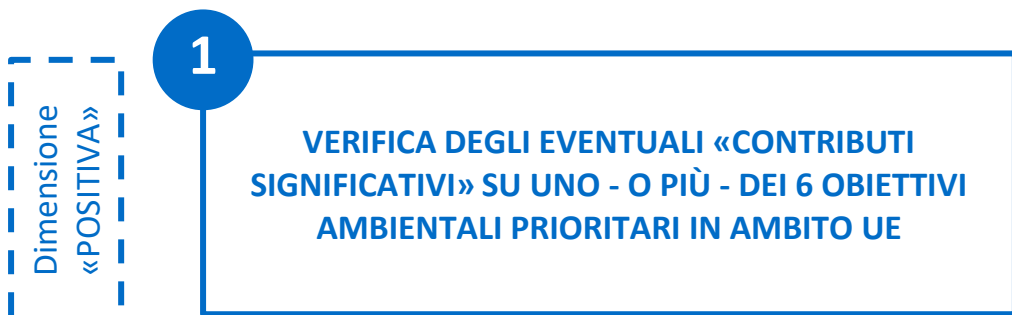 1
Dimensione
«POSITIVA»
VERIFICA DEGLI EVENTUALI «CONTRIBUTI
SIGNIFICATIVI» SU UNO - O PIÙ - DEI 6 OBIETTIVI
AMBIENTALI PRIORITARI IN AMBITO UE